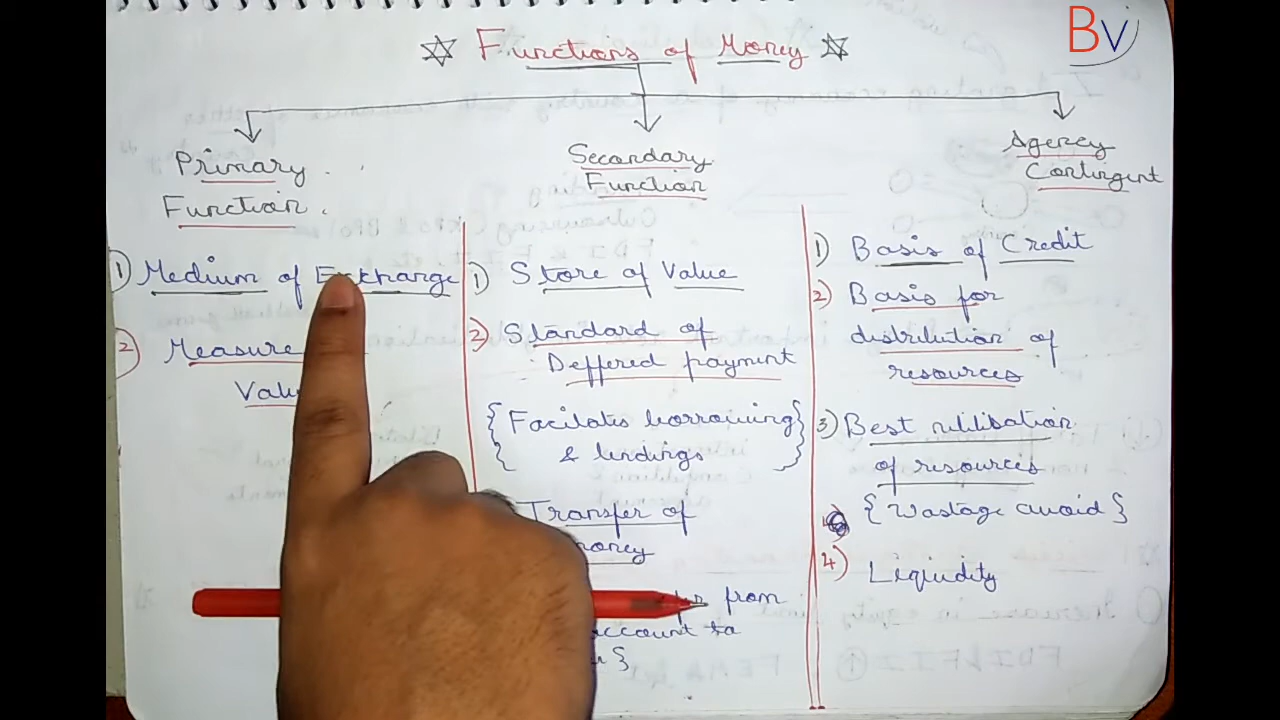 BV
Functions of Money
Primary
Function
1) Medium of Exchange
2) Measure
Secondary
Function
1) Store of Value
2) Standard of
Deffered payment
{Facilates borrowing
& lendings}
Transfer of
money
from
account to
Agency
Contingent
1) Basis of Credit
2) Basis for
distribution of
resources
3) Best utilisation
of resources
{Wastage avoid}
4) Liquidity